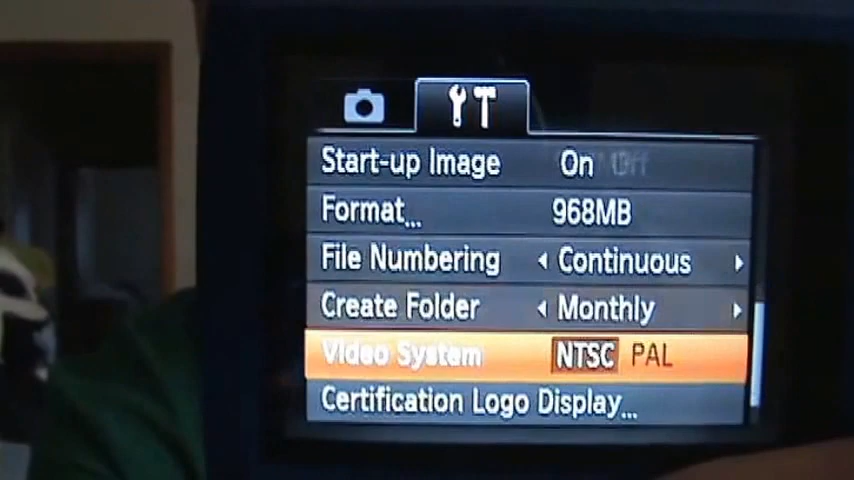 Start-up Image On Off
Format... 968MB
File Numbering Continuous
Create Folder Monthly
Video System NTSC PAL
Certification Logo Display...